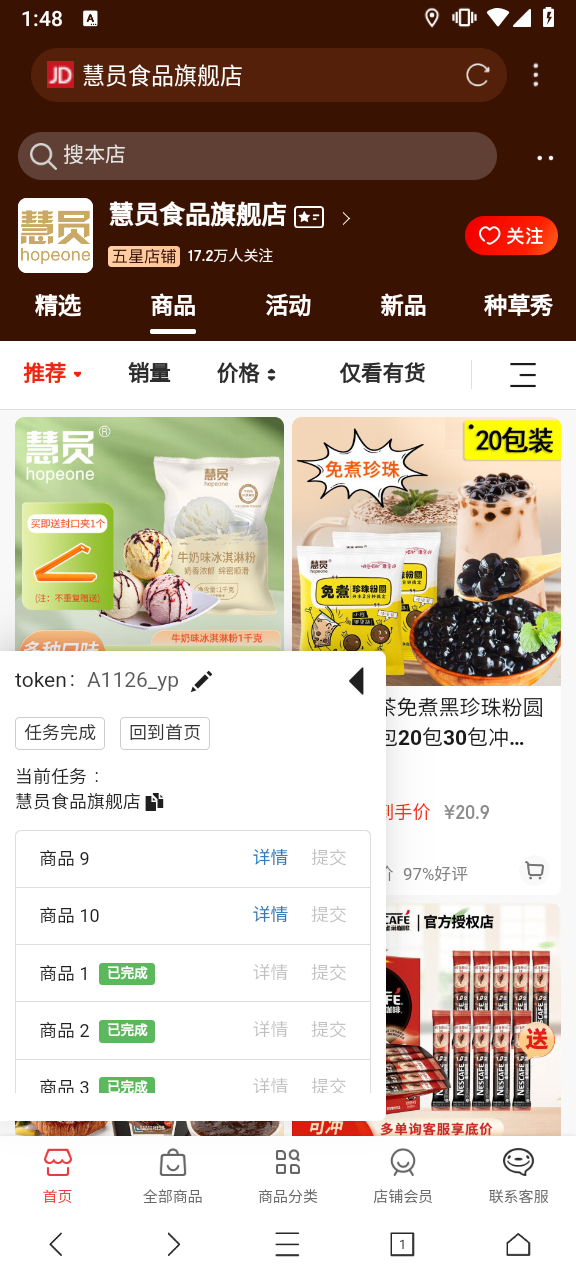 1:48
A
JD 慧员食品旗舰店
搜本店
慧员
hopeone
慧员食品旗舰店
五星店铺 17.2万人关注
关注
精选 商品 活动 新品 种草秀
推荐 销量 价格 仅看有货
慧员®
hopeone
买即送封口夹1个
(注：不重复赠送)
慧员
hopeone
牛奶味冰淇淋粉
奶香浓醇 绵密顺滑
牛奶味冰淇淋粉1千克
多种口味
20包装
免煮珍珠
慧员
免煮 珍珠粉圆
茶免煮黑珍珠粉圆
包20包30包冲...
到手价 ¥20.9
97%好评
token: A1126_yp
任务完成 回到首页
当前任务：
慧员食品旗舰店
商品 9 详情 提交
商品 10 详情 提交
商品 1 已完成 详情 提交
商品 2 已完成 详情 提交
商品 3 已完成 详情 提交
官方授权店
NESCAFÉ
送
可冲
多单询客服享底价
首页 全部商品 商品分类 店铺会员 联系客服
1